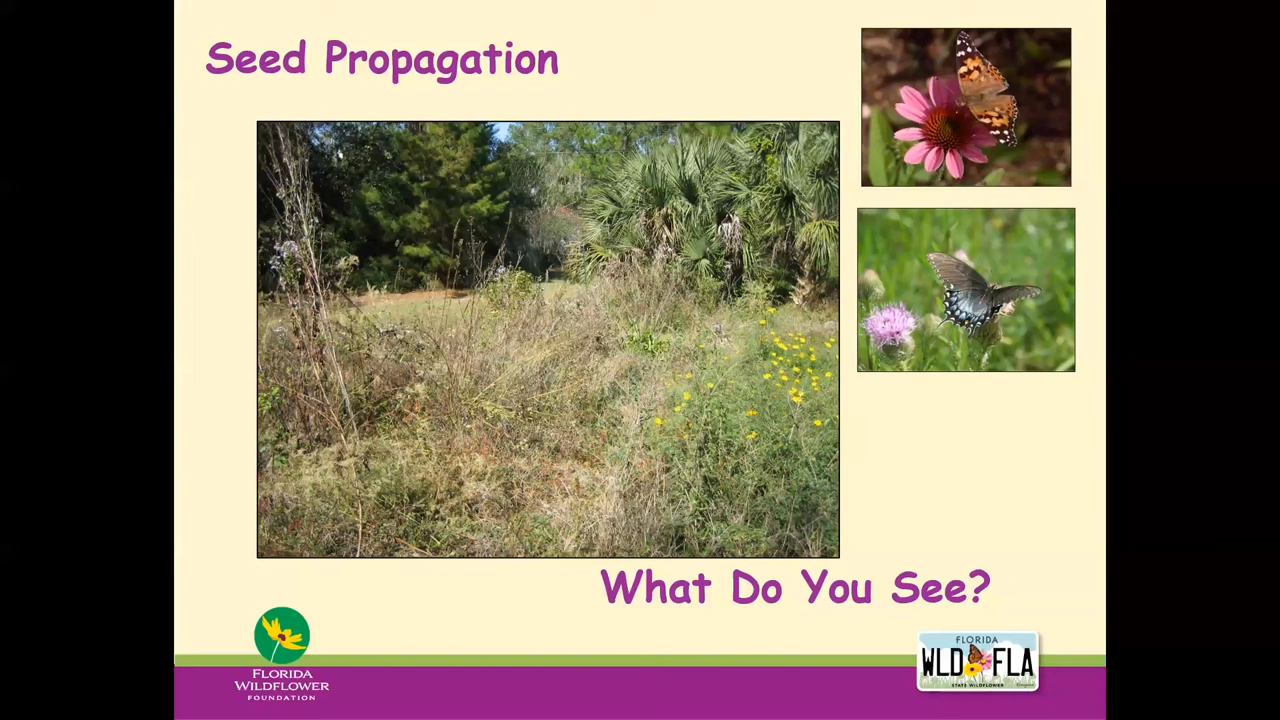 Seed Propagation
What Do You See?
FLORIDA
WILDFLOWER
FOUNDATION
FLORIDA
WLD FLA
STATE WILDFLOWER